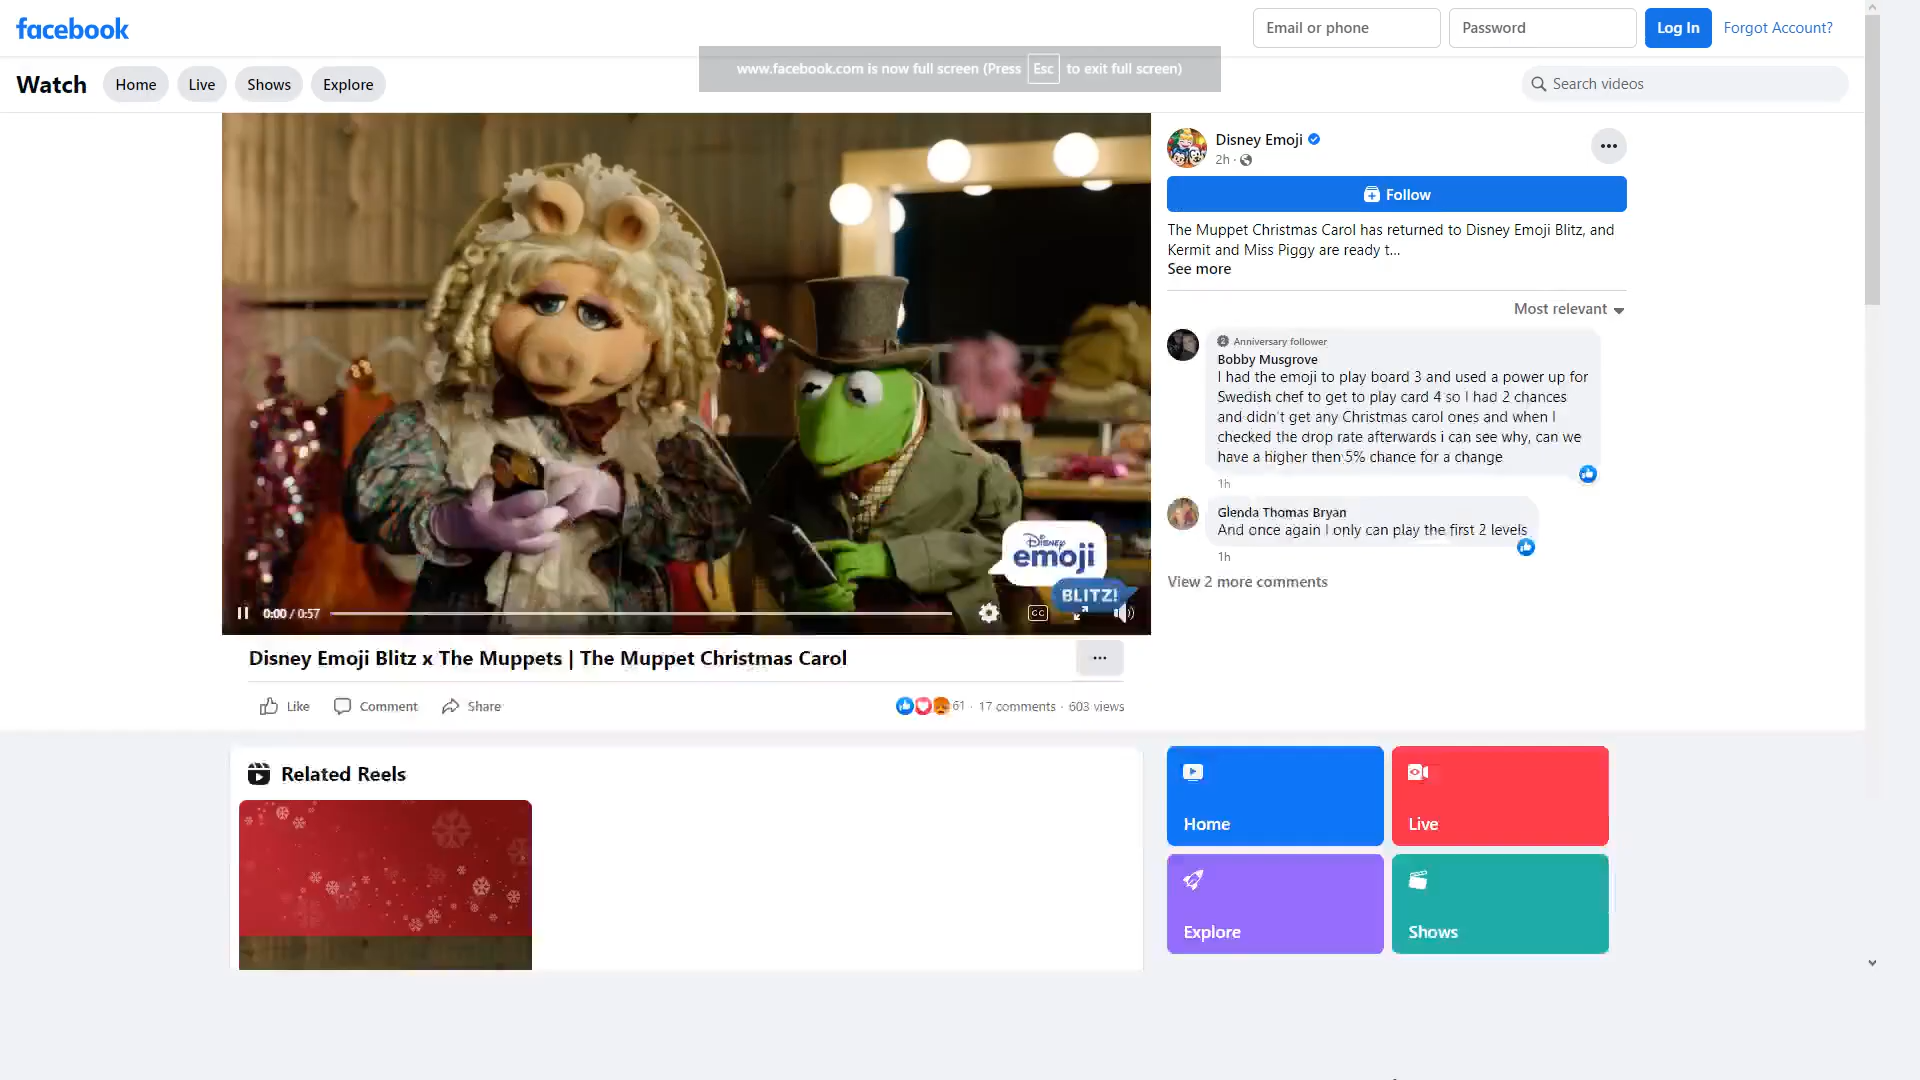 facebook
Email or phone
Password
Log In
Forgot Account?
www.facebook.com is now full screen (Press Esc to exit full screen)
Watch
Home
Live
Shows
Explore
Search videos
Disney Emoji
2h ·
Follow
The Muppet Christmas Carol has returned to Disney Emoji Blitz, and
Kermit and Miss Piggy are ready t...
See more
Most relevant
Anniversary follower
Bobby Musgrove
I had the emoji to play board 3 and used a power up for
Swedish chef to get to play card 4 so I had 2 chances
and didn't get any Christmas carol ones and when I
checked the drop rate afterwards i can see why, can we
have a higher then 5% chance for a change
1h
Glenda Thomas Bryan
And once again I only can play the first 2 levels
1h
View 2 more comments
Disney
emoji
BLITZ!
0:00 / 0:57
CC
Disney Emoji Blitz x The Muppets | The Muppet Christmas Carol
Like
Comment
Share
61 · 17 comments · 603 views
Related Reels
Home
Live
Explore
Shows